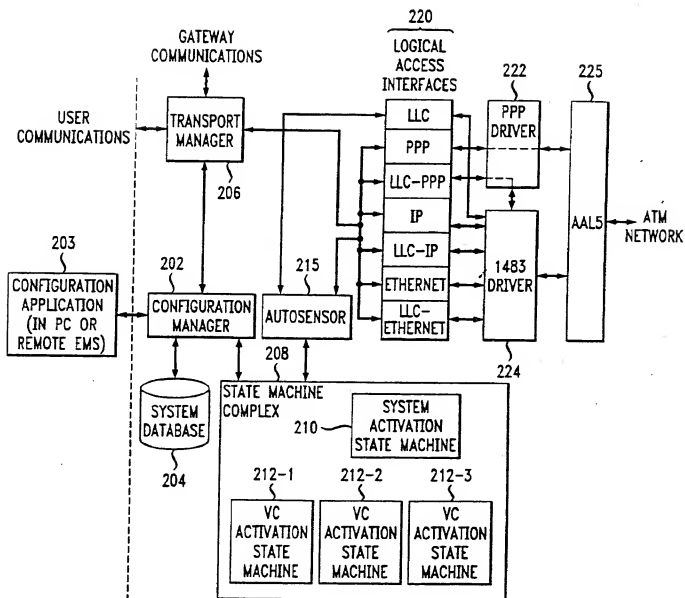 220
GATEWAY
COMMUNICATIONS
LOGICAL
ACCESS
INTERFACES
222
225
USER
COMMUNICATIONS
TRANSPORT
MANAGER
206
LLC
PPP
LLC-PPP
IP
LLC-IP
ETHERNET
LLC-
ETHERNET
PPP
DRIVER
1483
DRIVER
224
AAL5
ATM
NETWORK
203
CONFIGURATION
APPLICATION
(IN PC OR
REMOTE EMS)
202
CONFIGURATION
MANAGER
215
AUTOSENSOR
SYSTEM
DATABASE
204
208
STATE MACHINE
COMPLEX
210
SYSTEM
ACTIVATION
STATE MACHINE
212-1
212-2
212-3
VC
ACTIVATION
STATE
MACHINE
VC
ACTIVATION
STATE
MACHINE
VC
ACTIVATION
STATE
MACHINE